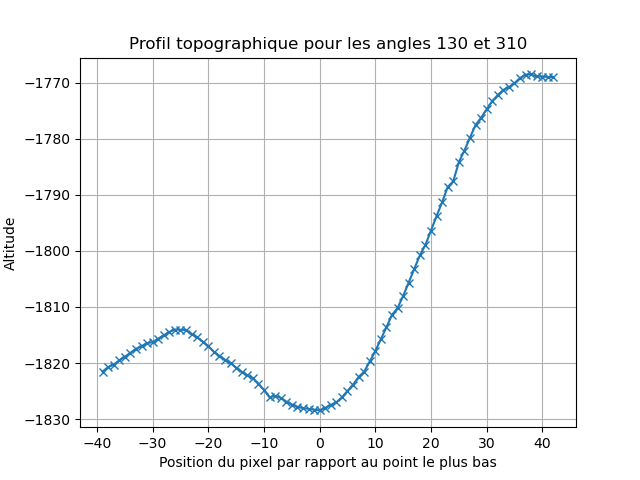 Profil topographique pour les angles 130 et 310
−1770
−1780
−1790
−1800
−1810
−1820
−1830
Altitude
−40 −30 −20 −10 0 10 20 30 40
Position du pixel par rapport au point le plus bas